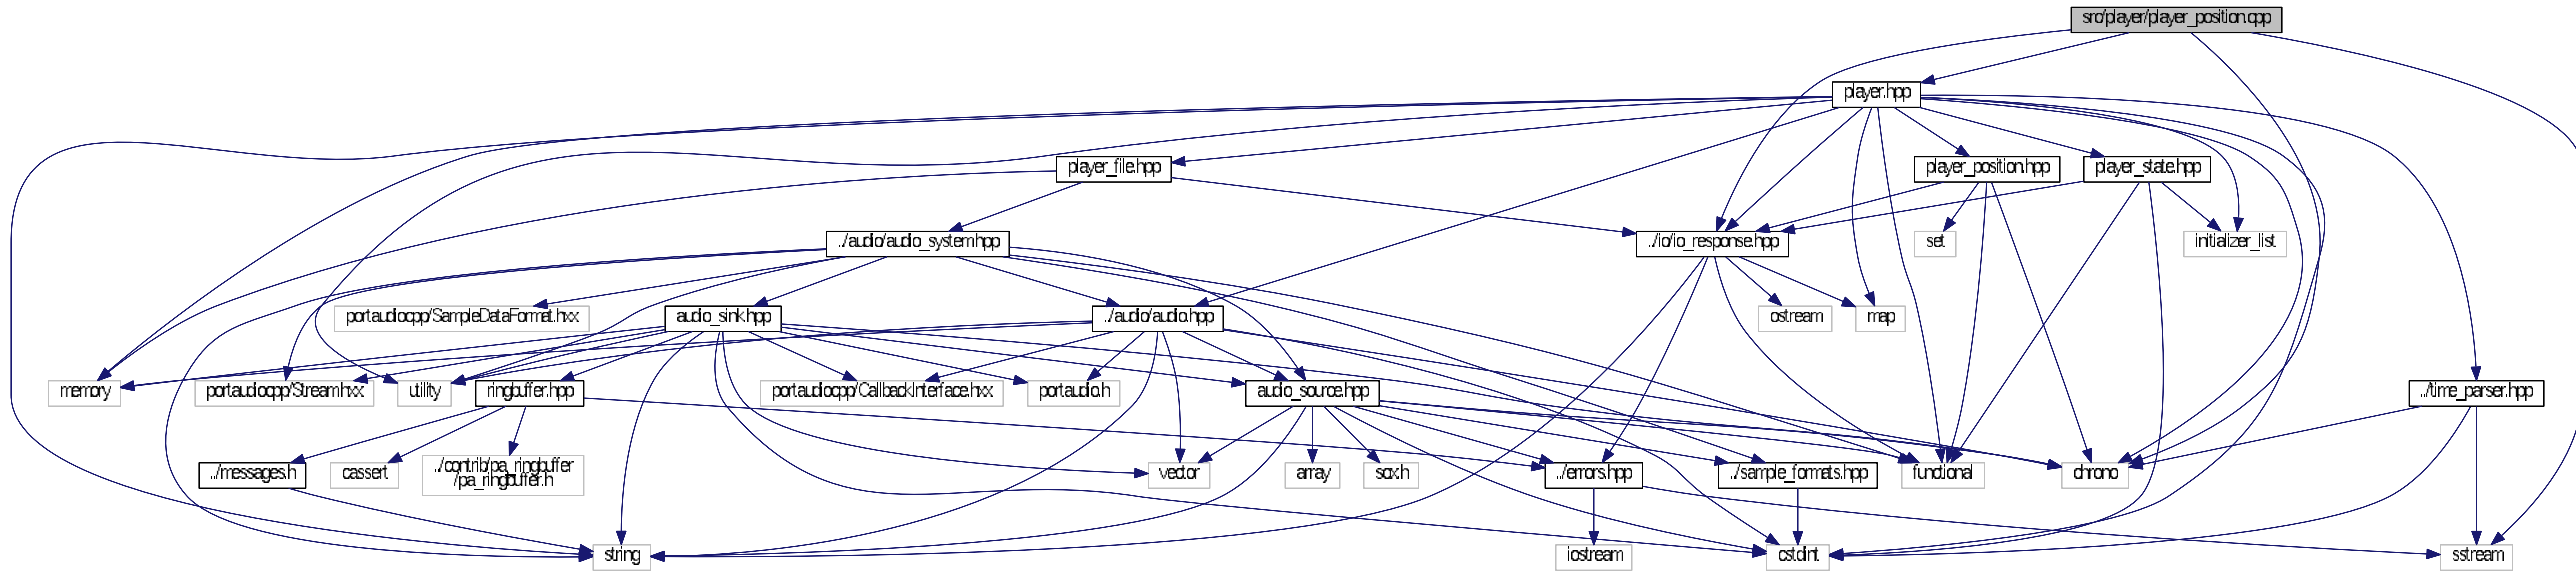 src/player/player_position.cpp
player.hpp
player_file.hpp
player_position.hpp
player_state.hpp
../audio/audio_system.hpp
../io/io_response.hpp
set
initializer_list
portaudiocpp/SampleDataFormat.hxx
audio_sink.hpp
../audio/audio.hpp
ostream
map
memory
portaudiocpp/Stream.hxx
utility
ringbuffer.hpp
portaudiocpp/CallbackInterface.hxx
portaudio.h
audio_source.hpp
../time_parser.hpp
../messages.h
cassert
../contrib/pa_ringbuffer
/pa_ringbuffer.h
vector
array
sox.h
../errors.hpp
../sample_formats.hpp
functional
chrono
string
iostream
cstdint
sstream